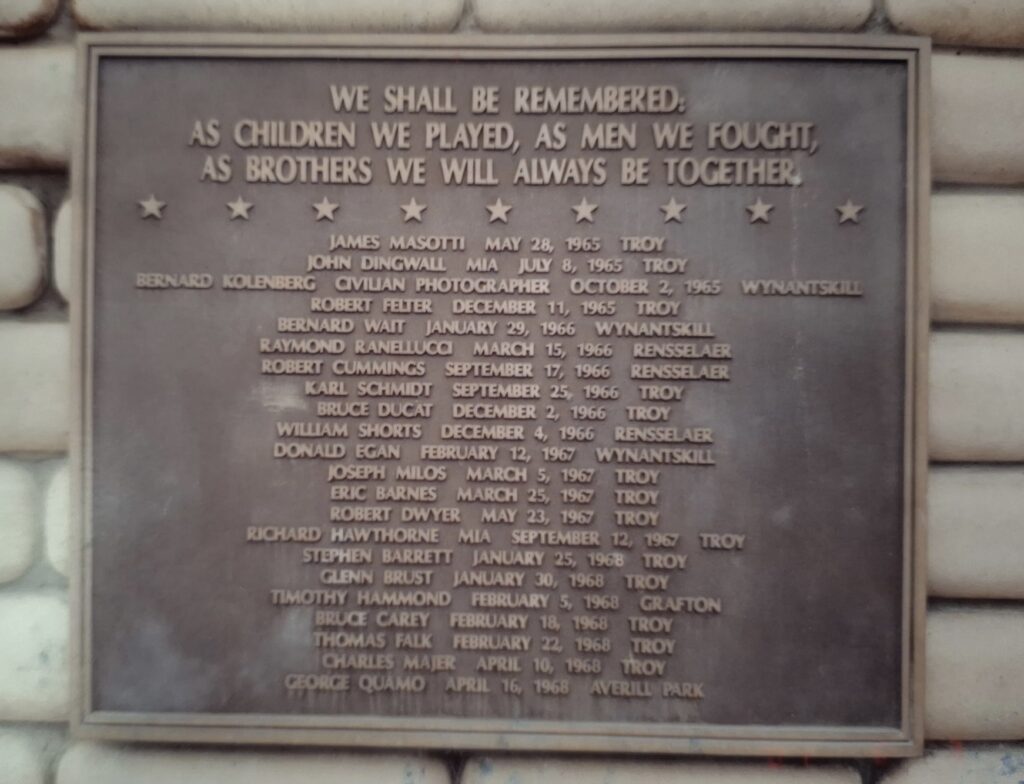 WE SHALL BE REMEMBERED:
AS CHILDREN WE PLAYED, AS MEN WE FOUGHT,
AS BROTHERS WE WILL ALWAYS BE TOGETHER.
JAMES MASOTTI MAY 28, 1965 TROY
JOHN DINGWALL MIA JULY 8, 1965 TROY
BERNARD KOLENBERG CIVILIAN PHOTOGRAPHER OCTOBER 2, 1965 WYNANTSKILL
ROBERT FELTER DECEMBER 11, 1965 TROY
BERNARD WAIT JANUARY 29, 1966 WYNANTSKILL
RAYMOND RANELLUCCI MARCH 15, 1966 RENSSELAER
ROBERT CUMMINGS SEPTEMBER 17, 1966 RENSSELAER
KARL SCHMIDT SEPTEMBER 25, 1966 TROY
BRUCE DUCAT DECEMBER 2, 1966 TROY
WILLIAM SHORTS DECEMBER 4, 1966 RENSSELAER
DONALD EGAN FEBRUARY 12, 1967 WYNANTSKILL
JOSEPH MILOS MARCH 5, 1967 TROY
ERIC BARNES MARCH 25, 1967 TROY
ROBERT DWYER MAY 23, 1967 TROY
RICHARD HAWTHORNE MIA SEPTEMBER 12, 1967 TROY
STEPHEN BARRETT JANUARY 25, 1968 TROY
GLENN BRUST JANUARY 30, 1968 TROY
TIMOTHY HAMMOND FEBRUARY 5, 1968 GRAFTON
BRUCE CAREY FEBRUARY 18, 1968 TROY
THOMAS FALK FEBRUARY 22, 1968 TROY
CHARLES MAJER APRIL 10, 1968 TROY
GEORGE QUAMO APRIL 16, 1968 AVERILL PARK